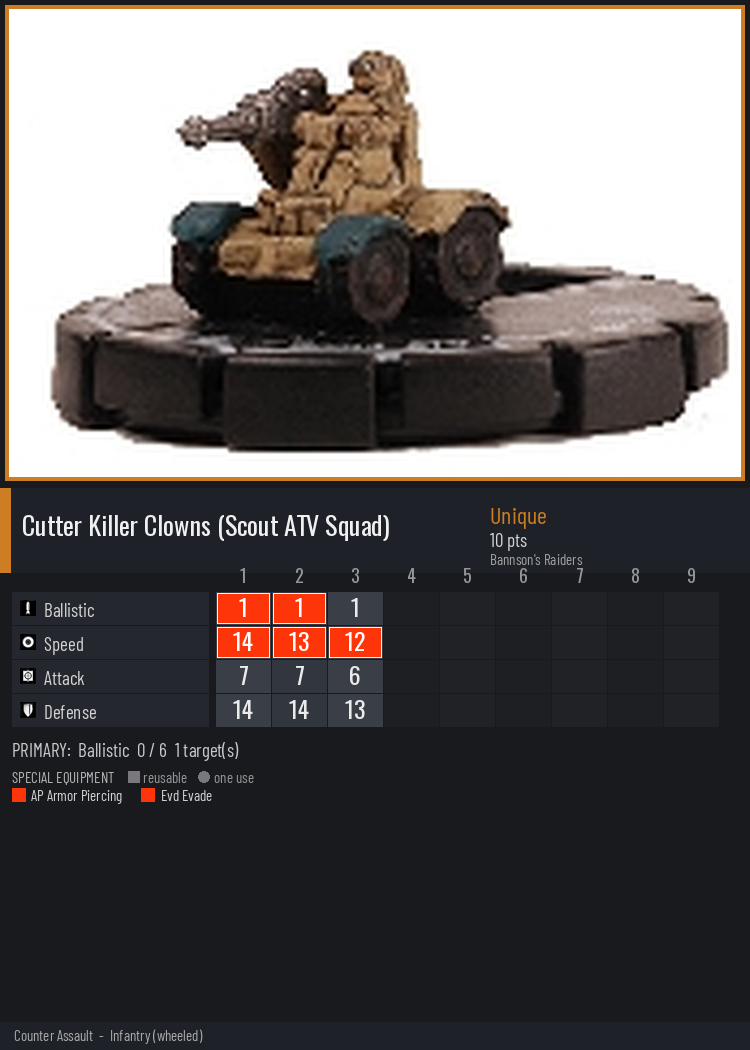 Cutter Killer Clowns (Scout ATV Squad)
Unique
10 pts
Bannson's Raiders
1 2 3 4 5 6 7 8 9
Ballistic 1 1 1
Speed 14 13 12
Attack 7 7 6
Defense 14 14 13
PRIMARY: Ballistic 0 / 6 1 target(s)
SPECIAL EQUIPMENT reusable one use
AP Armor Piercing Evd Evade
Counter Assault - Infantry (wheeled)